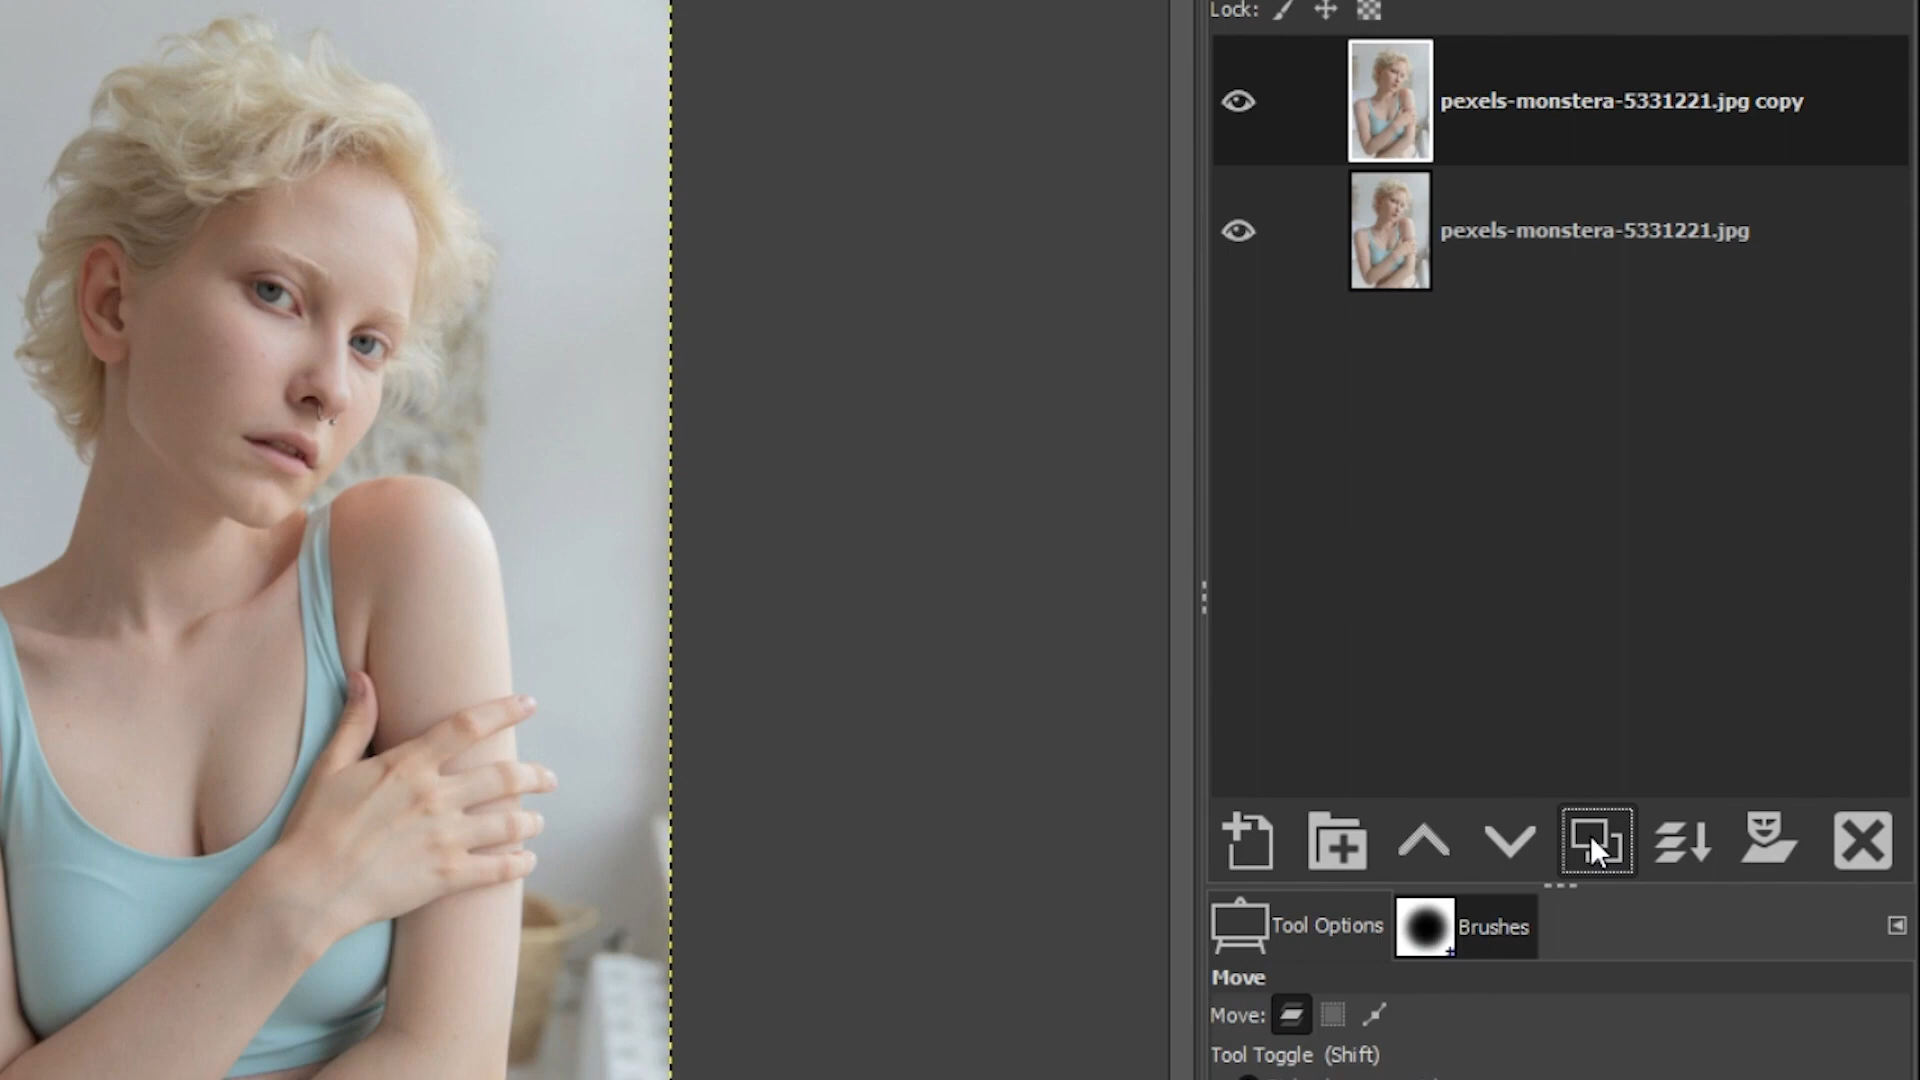 Lock:
pexels-monstera-5331221.jpg copy
pexels-monstera-5331221.jpg
Tool Options
Brushes
Move
Move:
Tool Toggle (Shift)